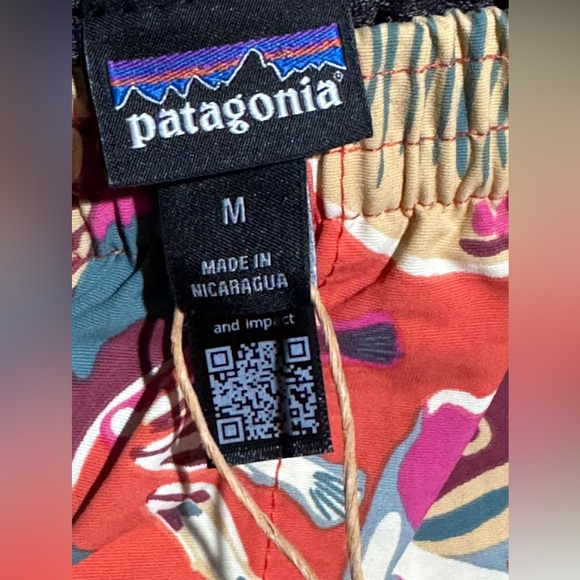 patagonia®
M
MADE IN
NICARAGUA
and impact